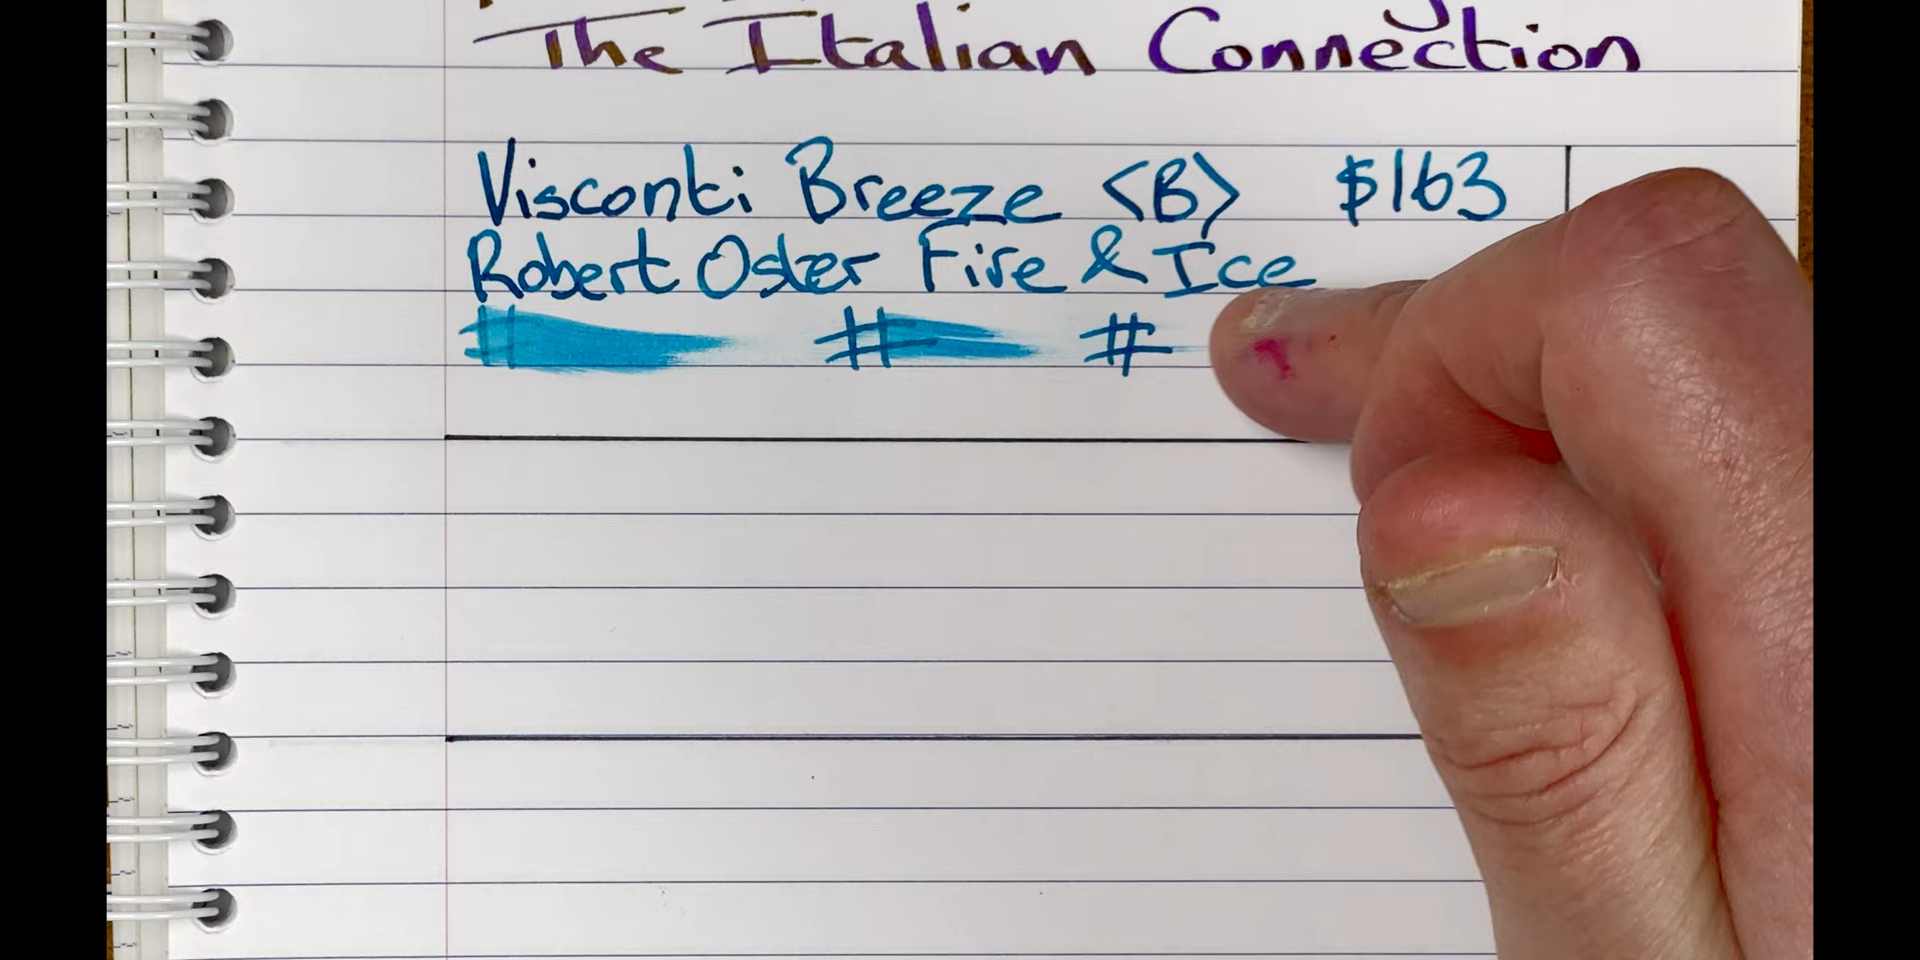 The Italian Connection
Visconti Breeze <B> $163
Robert Oster Fire & Ice
# # #